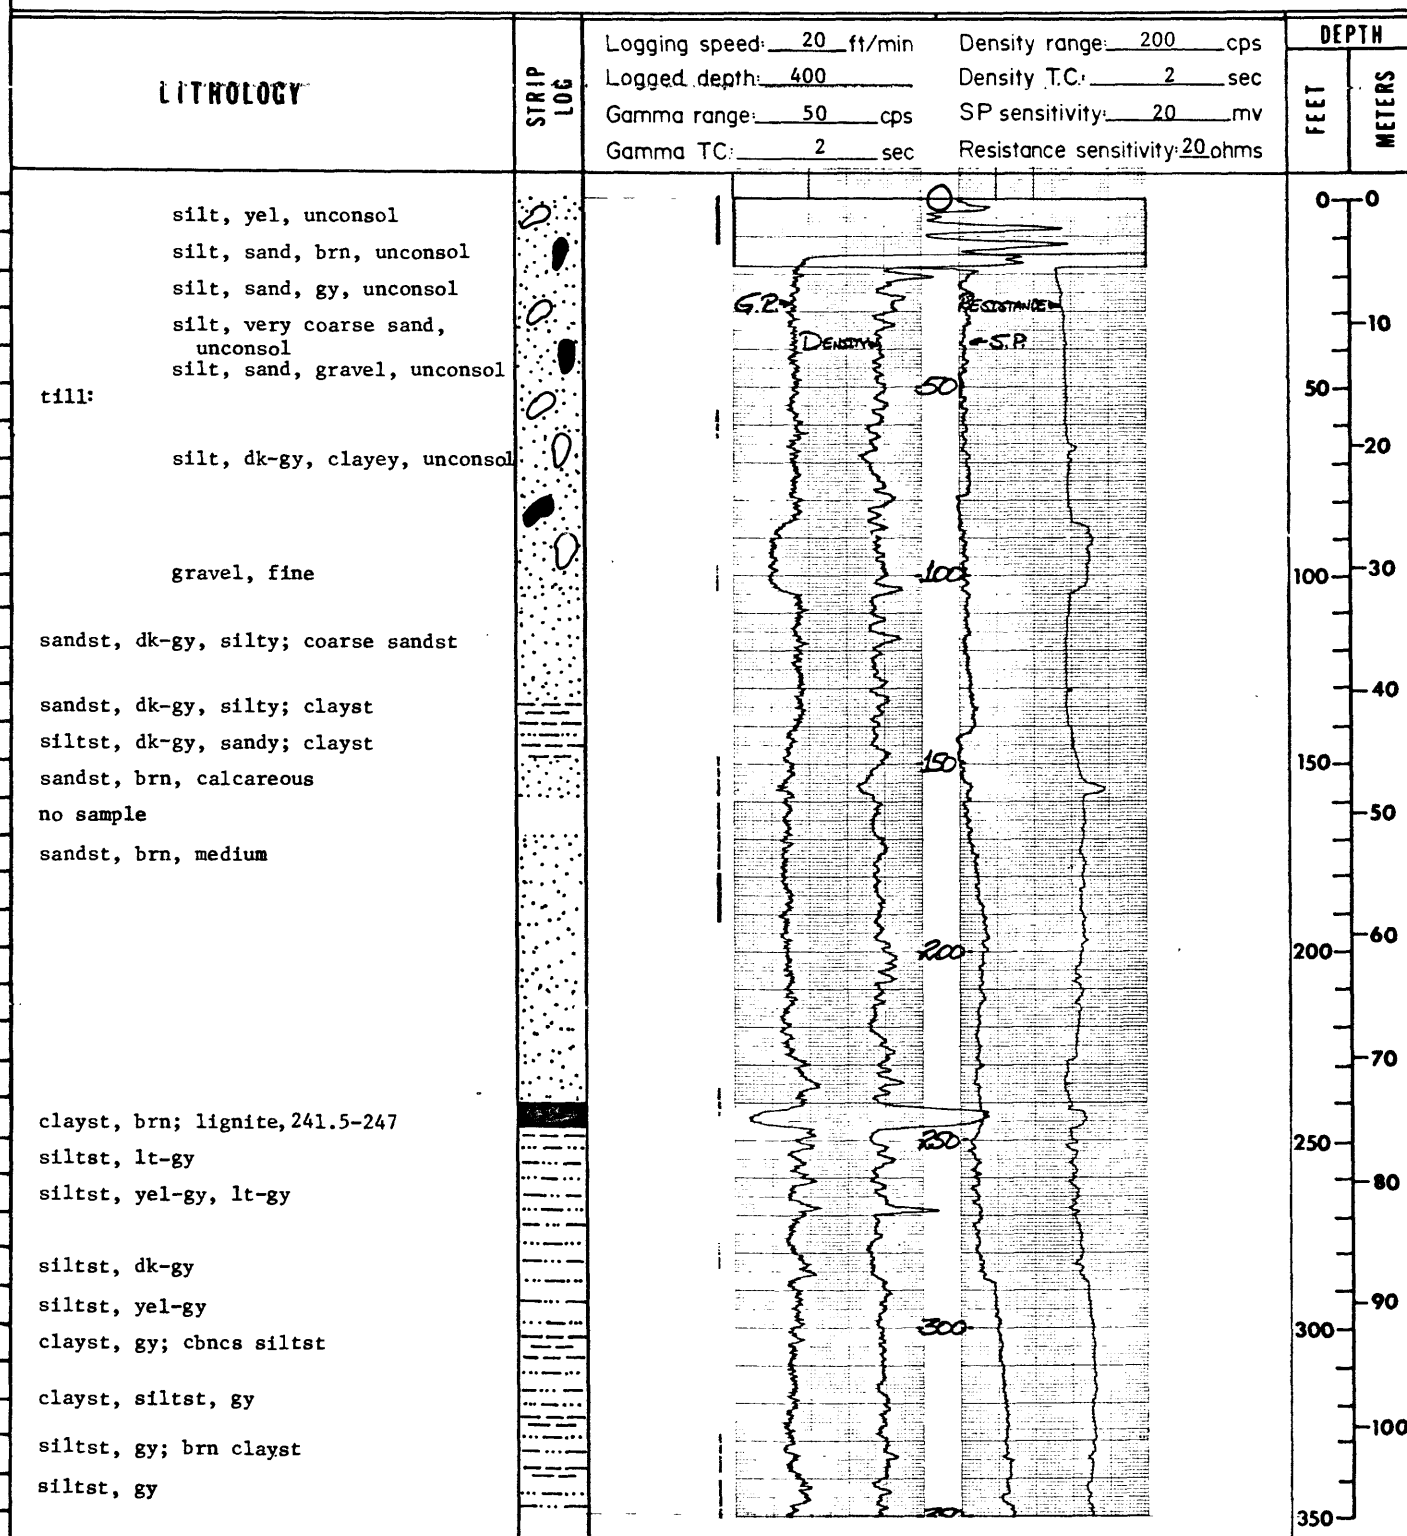 LITHOLOGY
STRIP LOG
Logging speed: 20 ft/min
Logged depth: 400
Gamma range: 50 cps
Gamma TC: 2 sec
Density range: 200 cps
Density T.C.: 2 sec
SP sensitivity: 20 mv
Resistance sensitivity: 20 ohms
DEPTH
FEET
METERS
silt, yel, unconsol
silt, sand, brn, unconsol
silt, sand, gy, unconsol
silt, very coarse sand,
unconsol
silt, sand, gravel, unconsol
till:
silt, dk-gy, clayey, unconsol
gravel, fine
sandst, dk-gy, silty; coarse sandst
sandst, dk-gy, silty; clayst
siltst, dk-gy, sandy; clayst
sandst, brn, calcareous
no sample
sandst, brn, medium
clayst, brn; lignite, 241.5-247
siltst, lt-gy
siltst, yel-gy, lt-gy
siltst, dk-gy
siltst, yel-gy
clayst, gy; cbncs siltst
clayst, siltst, gy
siltst, gy; brn clayst
siltst, gy
DENSITY
RESISTANCE
S.P.
0
50
100
150
200
250
300
0
50
100
150
200
250
300
350
0
10
20
30
40
50
60
70
80
90
100